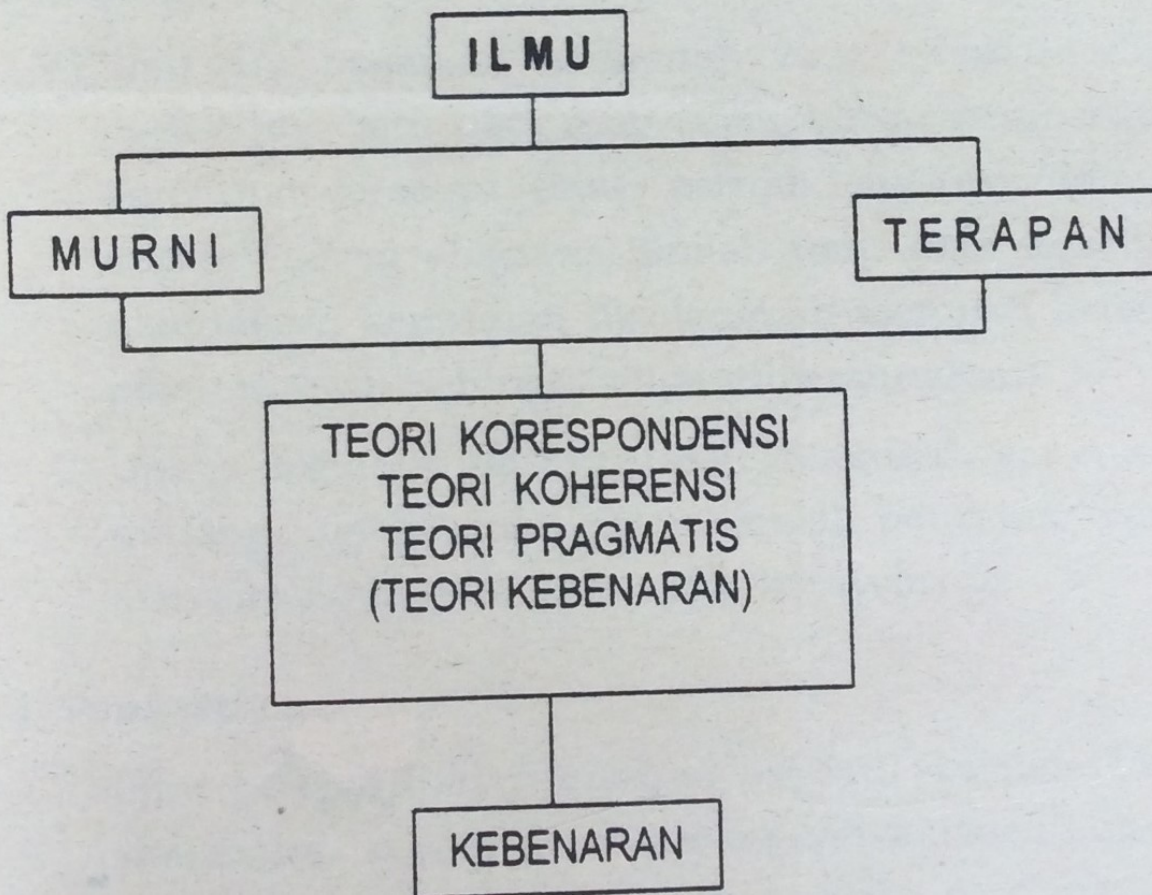 ILMU
MURNI
TERAPAN
TEORI KORESPONDENSI
TEORI KOHERENSI
TEORI PRAGMATIS
(TEORI KEBENARAN)
KEBENARAN